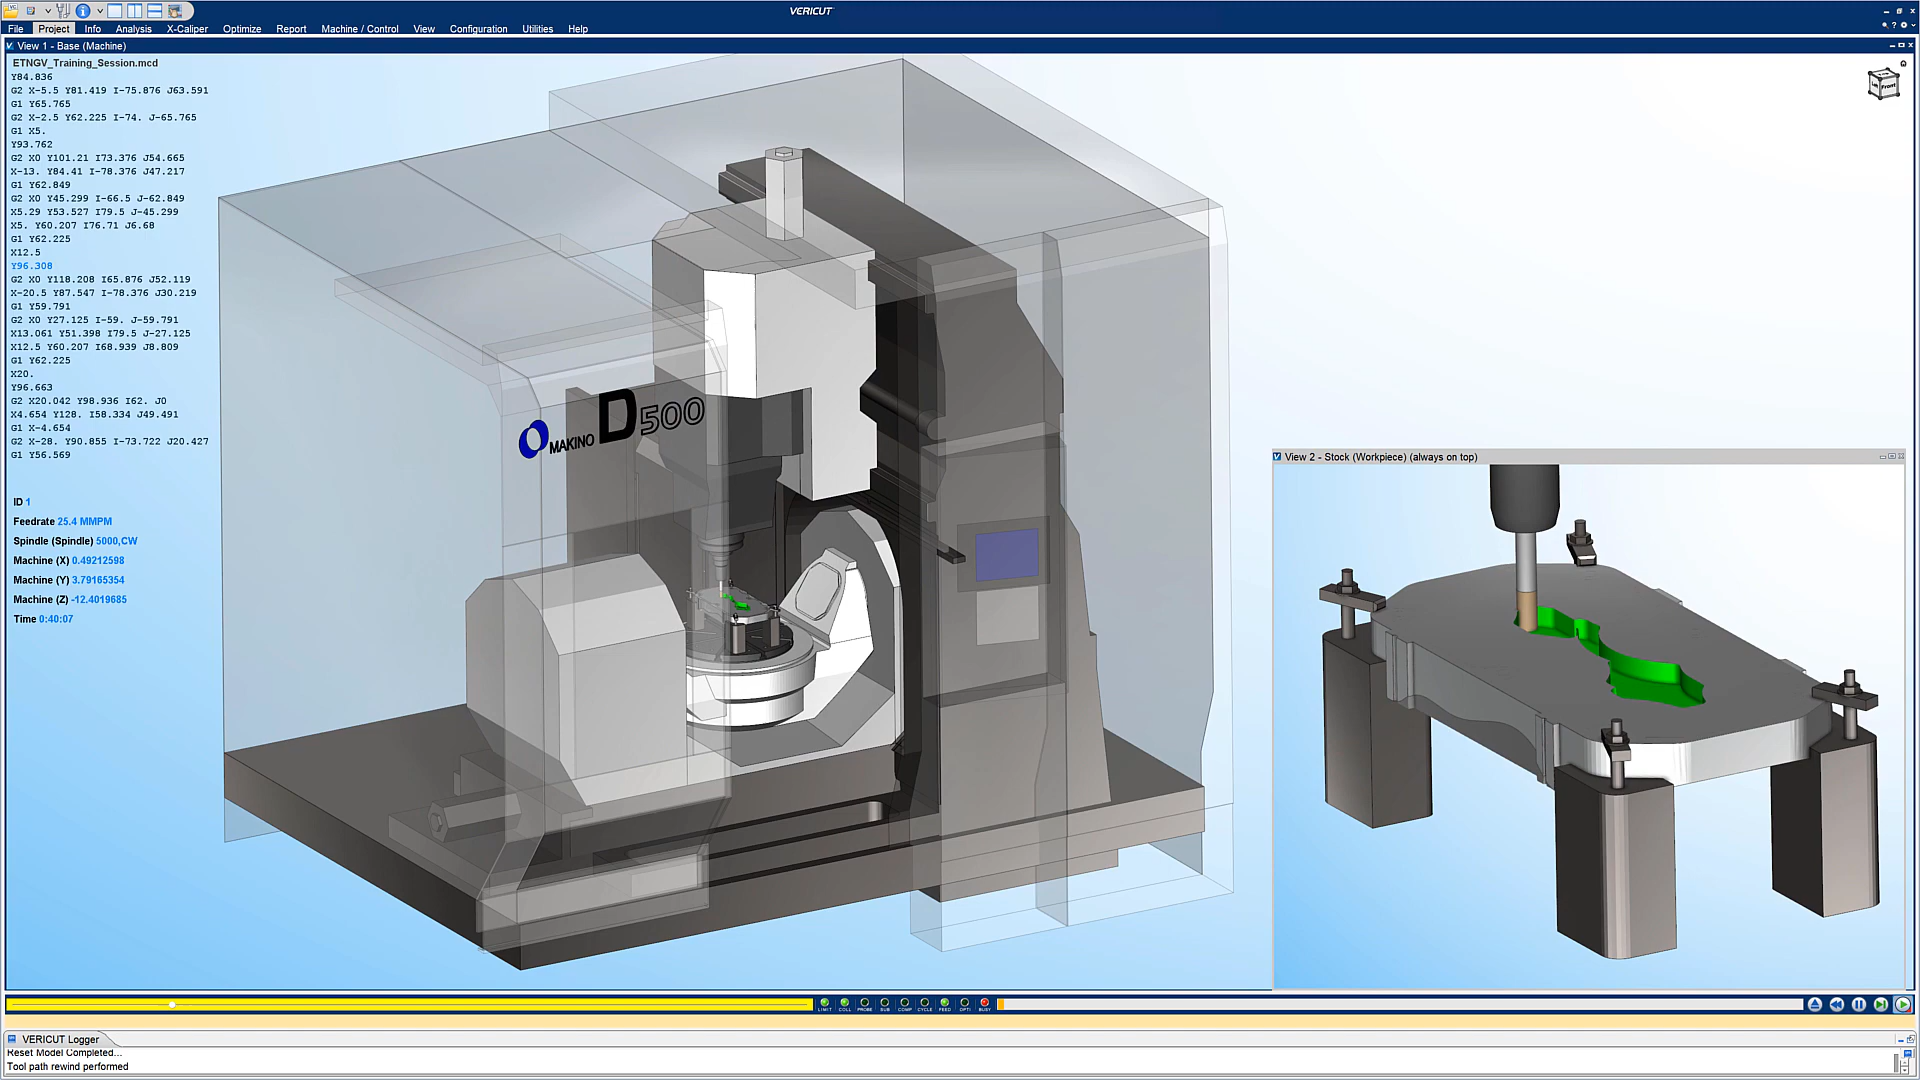 VERICUT
File Project Info Analysis X-Caliper Optimize Report Machine / Control View Configuration Utilities Help
View 1 - Base (Machine)
ETNGV_Training_Session.mcd
Y84.836
G2 X-5.5 Y81.419 I-75.876 J63.591
G1 Y65.765
G2 X-2.5 Y62.225 I-74. J-65.765
G1 X5.
Y93.762
G2 X0 Y101.21 I73.376 J54.665
X-13. Y84.41 I-78.376 J47.217
G1 Y62.849
G2 X0 Y45.299 I-66.5 J-62.849
X5.29 Y53.527 I79.5 J-45.299
X5. Y60.207 I76.71 J6.68
G1 Y62.225
X12.5
Y96.308
G2 X0 Y118.208 I65.876 J52.119
X-20.5 Y87.547 I-78.376 J30.219
G1 Y59.791
G2 X0 Y27.125 I-59. J-59.791
X13.061 Y51.398 I79.5 J-27.125
X12.5 Y60.207 I68.939 J8.809
G1 Y62.225
X20.
Y96.663
G2 X20.042 Y98.936 I62. J0
X4.654 Y128. I58.334 J49.491
G1 X-4.654
G2 X-28. Y90.855 I-73.722 J20.427
G1 Y56.569
ID 1
Feedrate 25.4 MMPM
Spindle (Spindle) 5000,CW
Machine (X) 0.49212598
Machine (Y) 3.79165354
Machine (Z) -12.4019685
Time 0:40:07
MAKINO D500
Front
View 2 - Stock (Workpiece) (always on top)
LIMIT COLL PROBE SUB COMP CYCLE FEED OPTI BUSY
VERICUT Logger
Reset Model Completed...
Tool path rewind performed